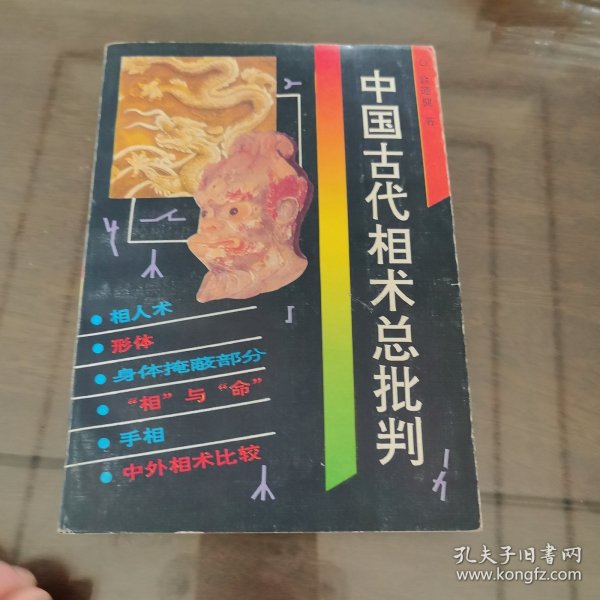 中国古代相术总批判
著
相人术
形体
身体掩蔽部分
“相”与“命”
手相
中外相术比较
孔夫子旧书网
www.kongfz.com